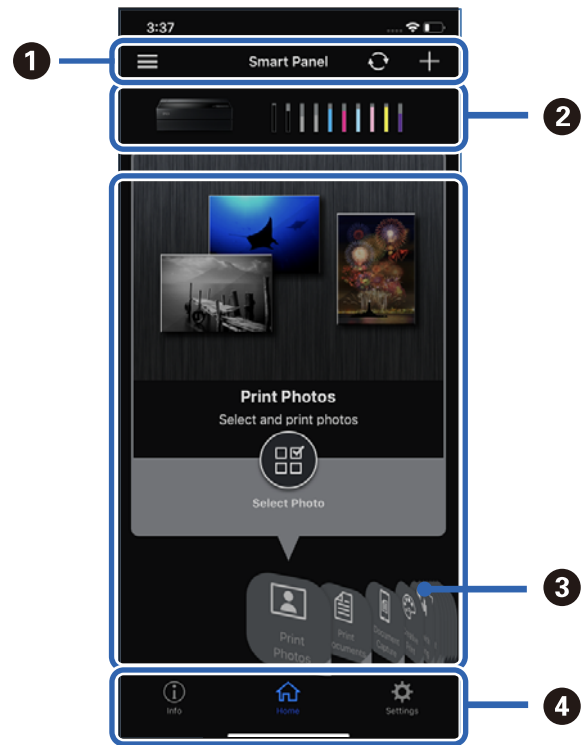 3:37
1
Smart Panel
2
Print Photos
Select and print photos
Select Photo
3
Print
Photos
Print
Document
4
Info
Home
Settings